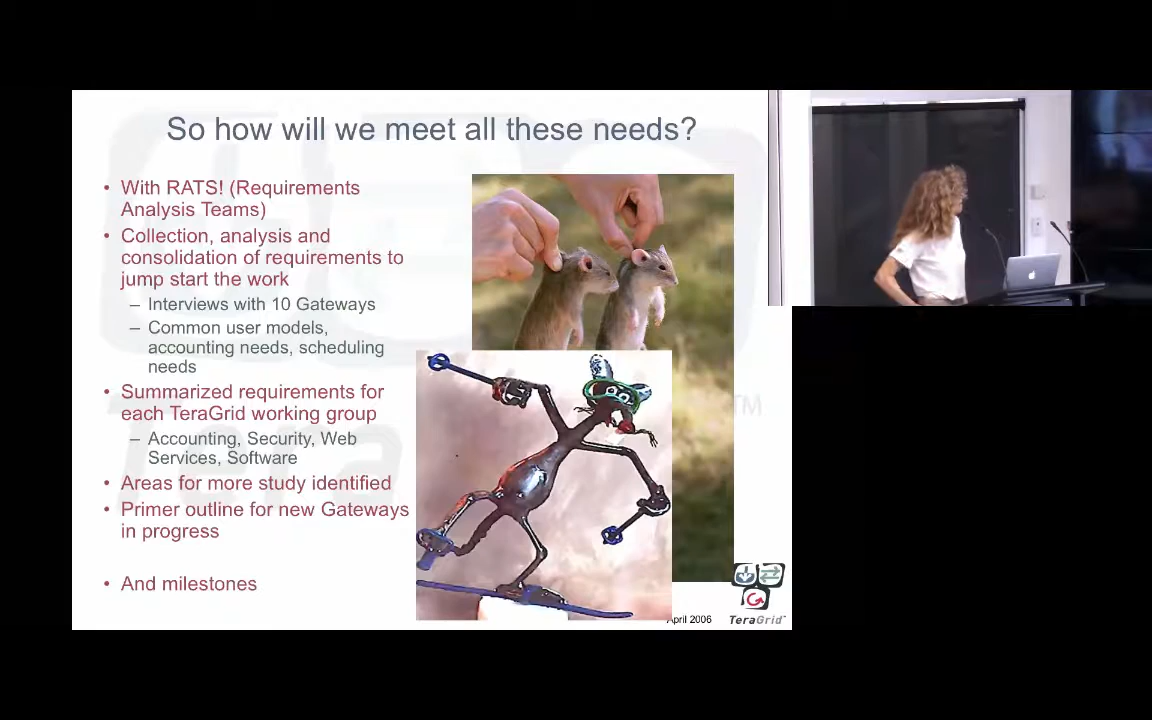 So how will we meet all these needs?
• With RATS! (Requirements
Analysis Teams)
• Collection, analysis and
consolidation of requirements to
jump start the work
– Interviews with 10 Gateways
– Common user models,
accounting needs, scheduling
needs
• Summarized requirements for
each TeraGrid working group
– Accounting, Security, Web
Services, Software
• Areas for more study identified
• Primer outline for new Gateways
in progress
• And milestones
April 2006
TeraGrid™
Tera
TM